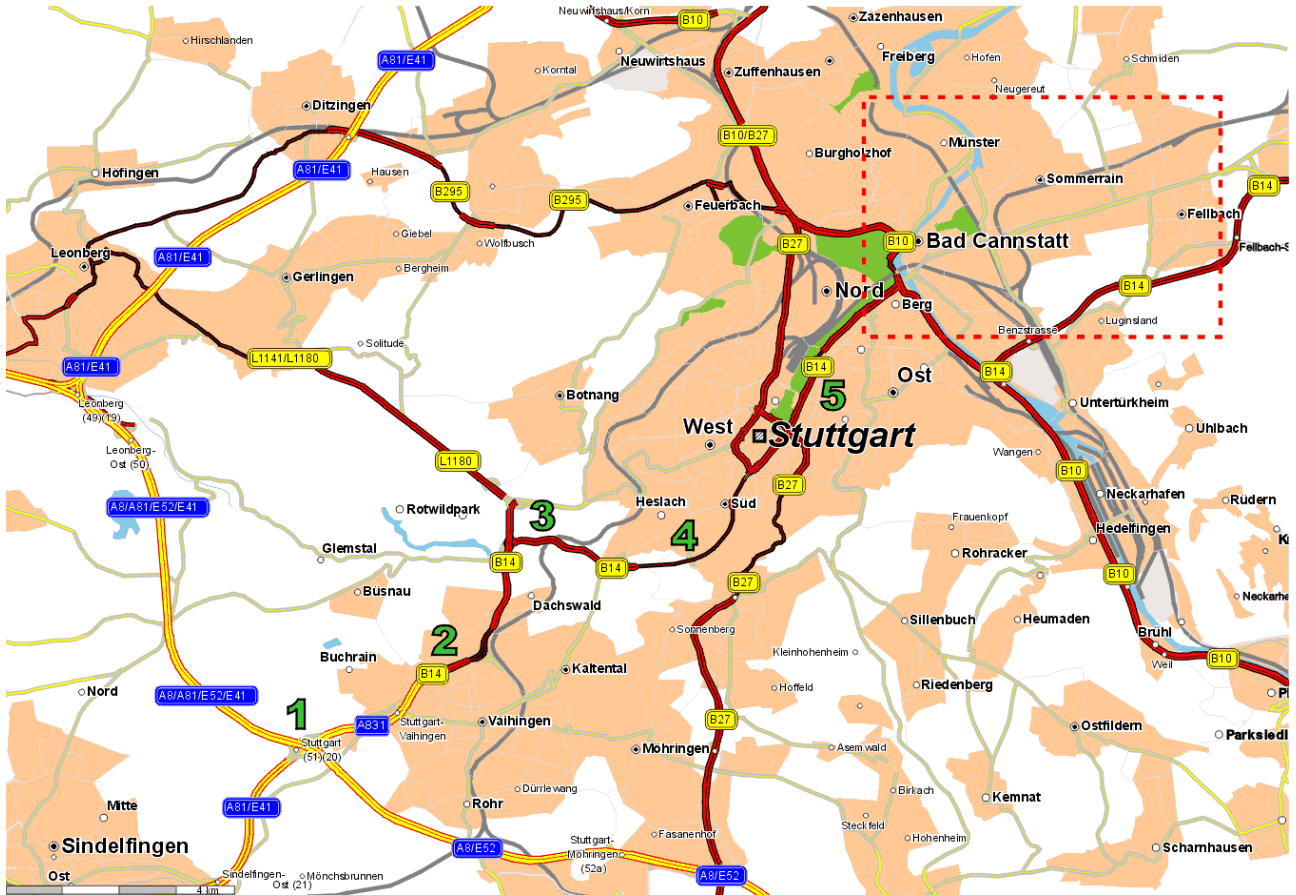 Neuwirtshaus/Korn
B10
Zazenhausen
Hirschlanden
A81/E41
Korntal
Neuwirtshaus
Zuffenhausen
Freiberg
Hofen
Schmiden
Neugereut
Ditzingen
B10/B27
Burgholzhof
Münster
Höfingen
A81/E41
Hausen
B295
B295
Sommerrain
B14
Feuerbach
Fellbach
Giebel
Wolfbusch
B27
B10
Bad Cannstatt
Fellbach-S
Leonberg
A81/E41
Gerlingen
Bergheim
Nord
Berg
B14
Luginsland
Benzstrasse
Solitude
L1141/L1180
A81/E41
B14
B14
Ost
5
Botnang
Leonberg
(49)(19)
Untertürkheim
West
Stuttgart
Uhlbach
Leonberg-
Ost (50)
L1180
Wangen
B10
B27
A8/A81/E52/E41
Rotwildpark
3
Heslach
Süd
Neckarhafen
Rüdern
4
Frauenkopf
Hedelfingen
Glemstal
B14
B14
Rohracker
B27
B10
Büsnau
Dachswald
Neckarha
Sillenbuch
Heumaden
Sonnenberg
Brühl
2
Buchrain
B14
Kaltental
Kleinhohenheim
Weil
B10
Nord
A8/A81/E52/E41
Hoffeld
Riedenberg
1
A831
Stuttgart-
Vaihingen
Vaihingen
B27
Ostfildern
Parksiedl
Stuttgart
(51)(20)
Möhringen
Asemwald
Mitte
A81/E41
Rohr
Dürrlewang
Birkach
Kemnat
Steckfeld
Sindelfingen
A8/E52
Stuttgart-
Möhringen
(52a)
Fasanenhof
Hohenheim
Scharnhausen
Ost
Sindelfingen-
Ost (21)
Mönchsbrunnen
A8/E52
4 km